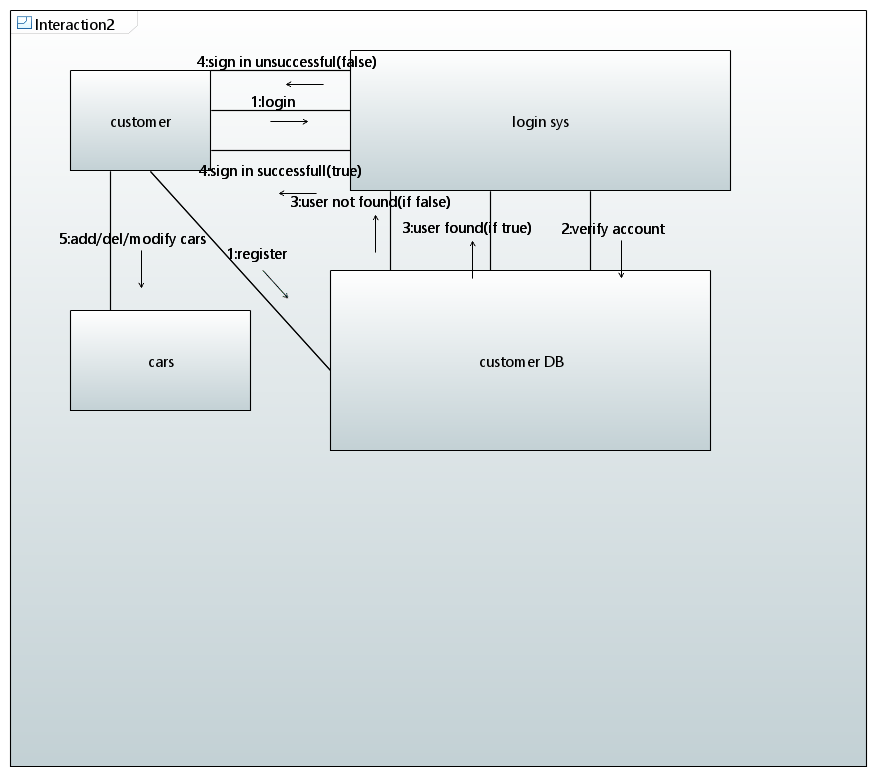 Interaction2
4:sign in unsuccessful(false)
1:login
customer
login sys
4:sign in successfull(true)
3:user not found(if false)
3:user found(if true)
2:verify account
5:add/del/modify cars
1:register
cars
customer DB